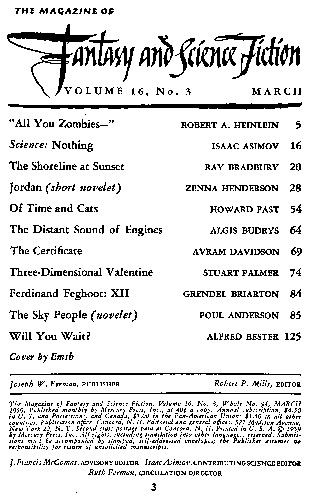 THE MAGAZINE OF
Fantasy and Science Fiction
VOLUME 16, No. 3 MARCH
"All You Zombies—" ROBERT A. HEINLEIN 5
Science: Nothing ISAAC ASIMOV 16
The Shoreline at Sunset RAY BRADBURY 20
Jordan (short novelet) ZENNA HENDERSON 28
Of Time and Cats HOWARD FAST 54
The Distant Sound of Engines ALGIS BUDRYS 64
The Certificate AVRAM DAVIDSON 69
Three-Dimensional Valentine STUART PALMER 74
Ferdinand Feghoot: XII GRENDEL BRIARTON 84
The Sky People (novelet) POUL ANDERSON 85
Will You Wait? ALFRED BESTER 125
Cover by Emsh
Joseph W. Ferman, PUBLISHER Robert P. Mills, EDITOR
The Magazine of Fantasy and Science Fiction, Volume 16, No. 3, Whole No. 94, MARCH
1959. Published monthly by Mercury Press, Inc., at 40¢ a copy. Annual subscription, $4.50
in U. S. and Possessions, and Canada, $5.00 in the Pan-American Union; $5.50 in all other
countries. Publication office, Concord, N. H. Editorial and general offices, 527 Madison Avenue,
New York 22, N. Y. Second class postage paid at Concord, N. H. Printed in U. S. A. © 1959
by Mercury Press, Inc. All rights, including translation into other languages, reserved. Submis-
sions must be accompanied by stamped, self-addressed envelopes; the Publisher assumes no
responsibility for return of unsolicited manuscripts.
J. Francis McComas, ADVISORY EDITOR Isaac Asimov, CONTRIBUTING SCIENCE EDITOR
Ruth Ferman, CIRCULATION DIRECTOR
3